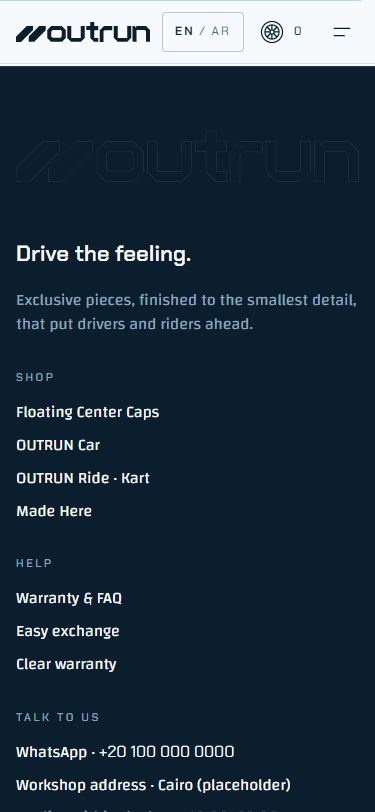 outrun
EN / AR
0
outrun
Drive the feeling.
Exclusive pieces, finished to the smallest detail,
that put drivers and riders ahead.
SHOP
Floating Center Caps
OUTRUN Car
OUTRUN Ride · Kart
Made Here
HELP
Warranty & FAQ
Easy exchange
Clear warranty
TALK TO US
WhatsApp · +20 100 000 0000
Workshop address · Cairo (placeholder)